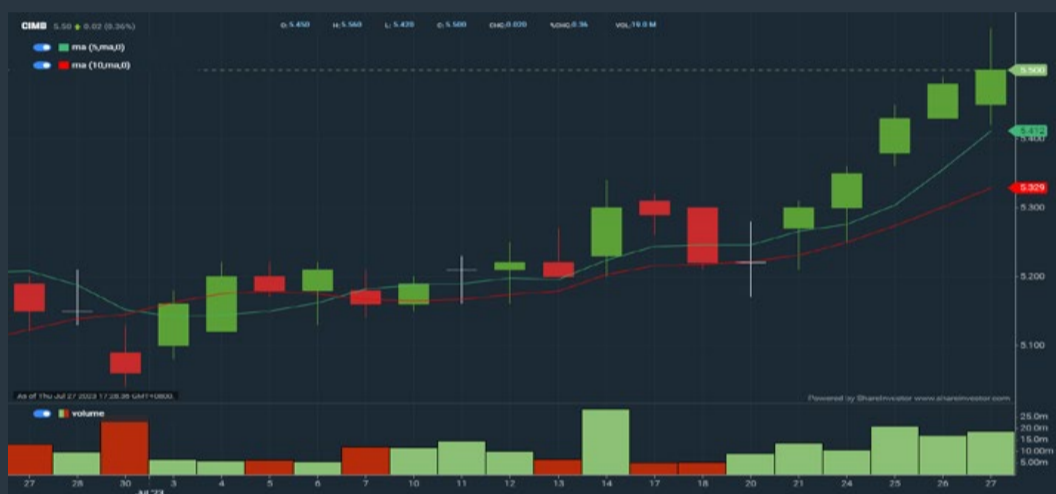 CIMB 5.50 0.02 (0.36%) O:5.450 H:5.560 L:5.420 C:5.500 CHG:0.020 %CHG:0.36 VOL:19.0 M
ma (5,ma,0)
ma (10,ma,0)
5.500
5.412
5.400
5.329
5.300
5.200
5.100
As of Thu Jul 27 2023 17:28:36 GMT+0800
Powered by ShareInvestor www.shareinvestor.com
volume
25.0m
20.0m
15.0m
10.00m
5.00m
27 28 30 3 4 5 6 7 10 11 12 13 14 17 18 20 21 24 25 26 27
Jul '23